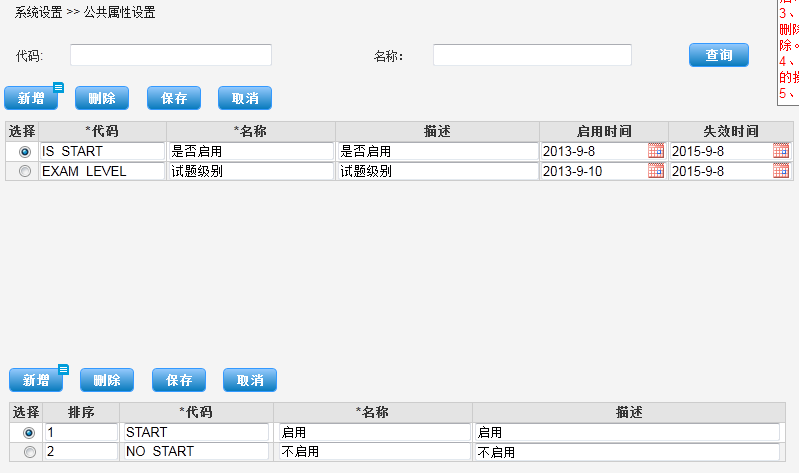 系统设置 >> 公共属性设置
3、
删除
除。
4、
的操
5、
代码: 名称: 查询
新增 删除 保存 取消
选择 *代码 *名称 描述 启用时间 失效时间
IS_START 是否启用 是否启用 2013-9-8 2015-9-8
EXAM_LEVEL 试题级别 试题级别 2013-9-10 2015-9-8
新增 删除 保存 取消
选择 排序 *代码 *名称 描述
1 START 启用 启用
2 NO_START 不启用 不启用